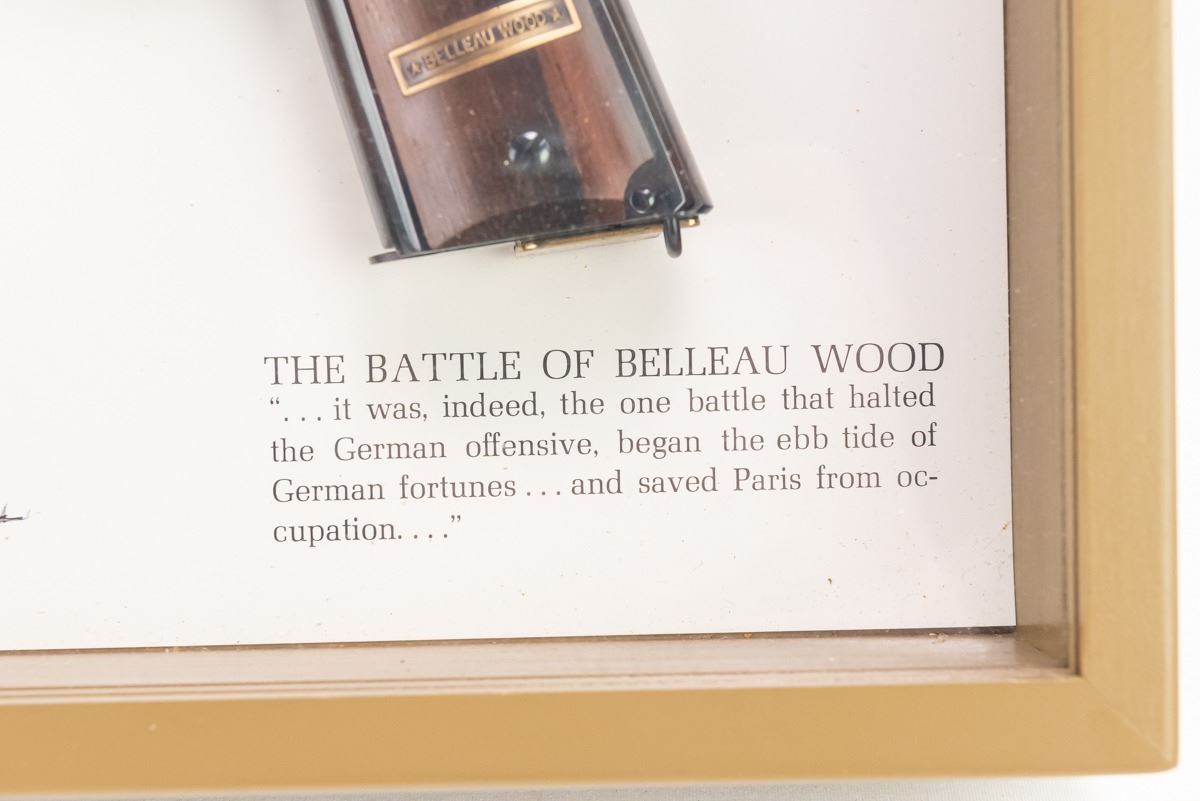 ★ BELLEAU WOOD ★
THE BATTLE OF BELLEAU WOOD
“. . . it was, indeed, the one battle that halted
the German offensive, began the ebb tide of
German fortunes . . . and saved Paris from oc-
cupation. . . .”